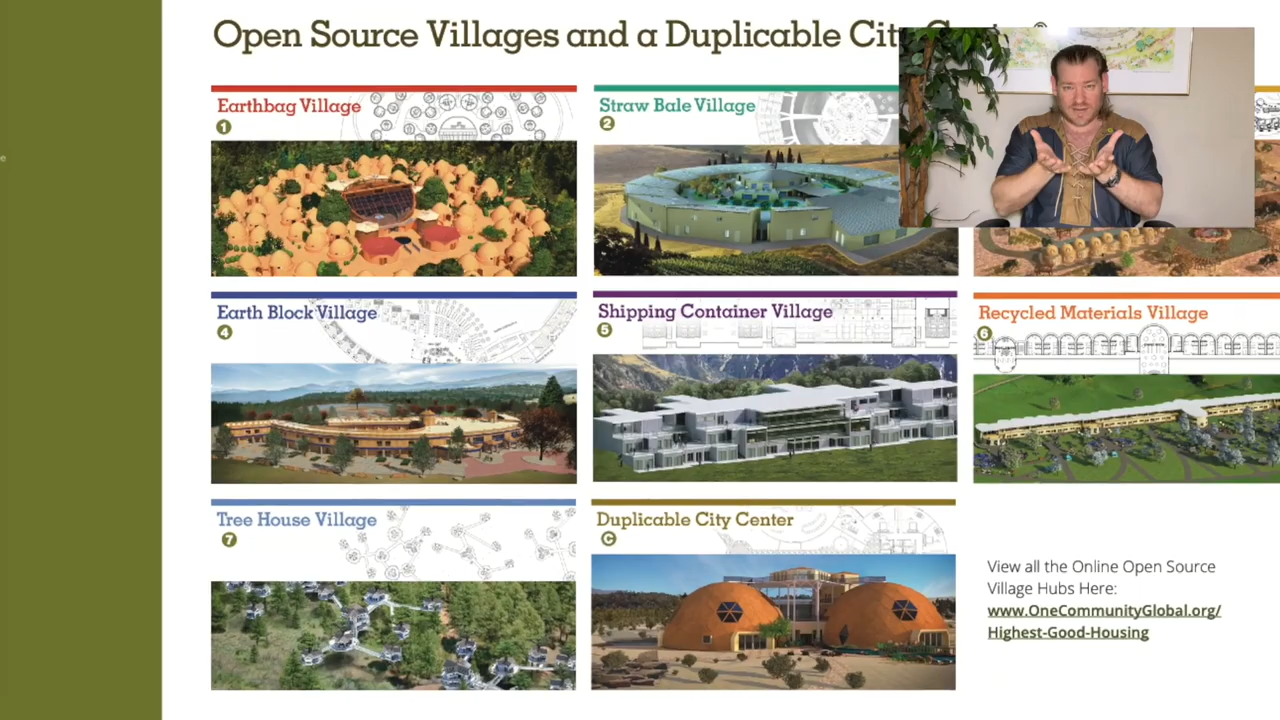 Open Source Villages and a Duplicable
Earthbag Village
1
Straw Bale Village
2
Earth Block Village
4
Shipping Container Village
5
Recycled Materials Village
6
Tree House Village
7
Duplicable City Center
C
View all the Online Open Source
Village Hubs Here:
www.OneCommunityGlobal.org/
Highest-Good-Housing
e